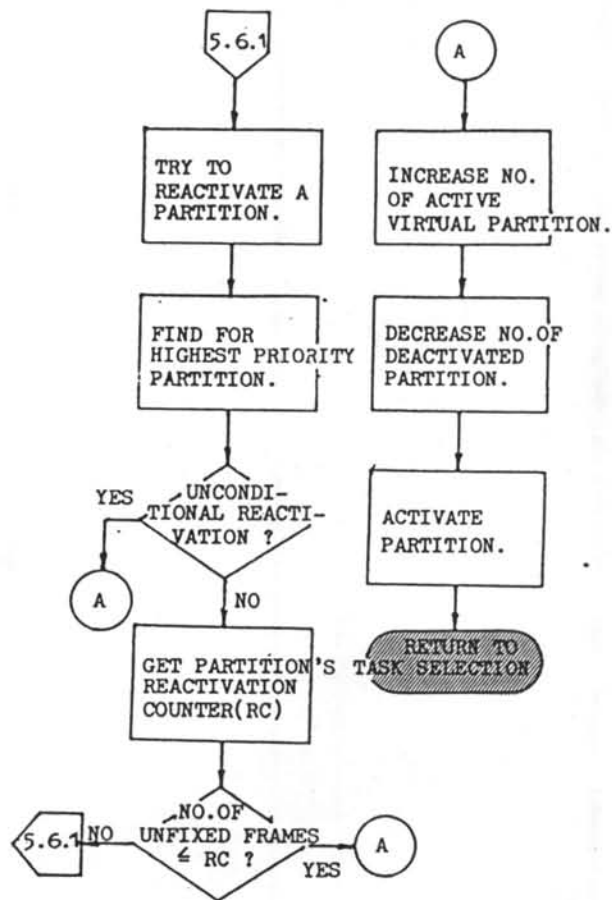 5.6.1
TRY TO
REACTIVATE A
PARTITION.
FIND FOR
HIGHEST PRIORITY
PARTITION.
UNCONDI-
TIONAL REACTI-
VATION ?
YES
A
NO
GET PARTITION'S
REACTIVATION
COUNTER(RC)
NO.OF
UNFIXED FRAMES
≦ RC ?
NO
5.6.1
YES
A
A
INCREASE NO.
OF ACTIVE
VIRTUAL PARTITION.
DECREASE NO.OF
DEACTIVATED
PARTITION.
ACTIVATE
PARTITION.
RETURN TO
TASK SELECTION